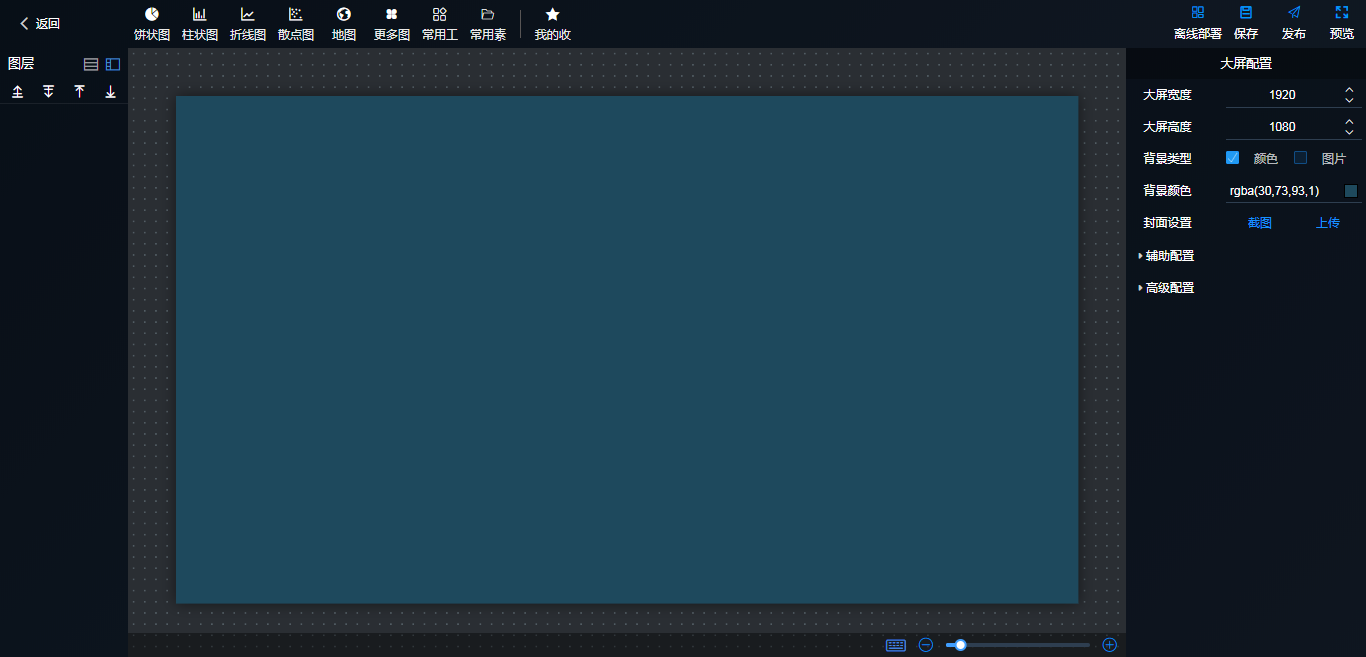 返回
饼状图 柱状图 折线图 散点图 地图 更多图 常用工 常用素 我的收
离线部署 保存 发布 预览
图层
大屏配置
大屏宽度 1920
大屏高度 1080
背景类型 颜色 图片
背景颜色 rgba(30,73,93,1)
封面设置 截图 上传
辅助配置
高级配置